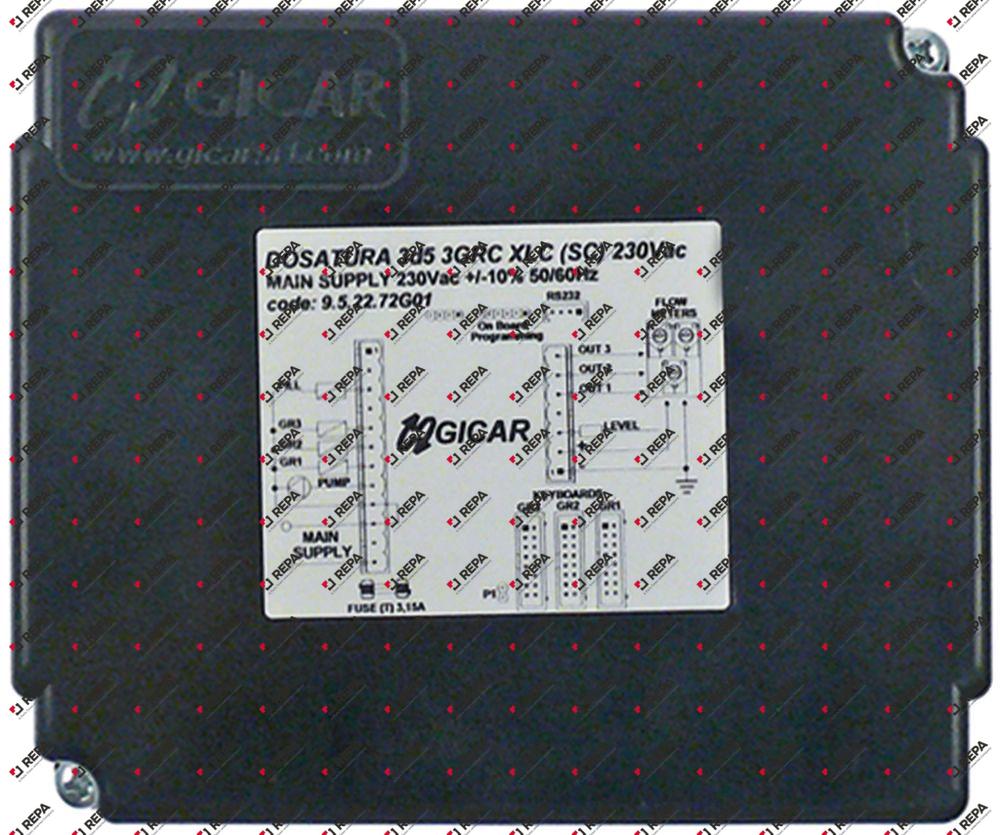 GICAR
www.gicarsrl.com
DOSATURA 3d5 3GRC XLC (SC) 230Vac
MAIN SUPPLY 230Vac +/-10% 50/60Hz
code: 9.5.22.72G01
RS232
On Board
Programming
FLOW
METERS
OUT 3
OUT 2
OUT 1
FILL
GR3
GR2
GR1
PUMP
GICAR
LEVEL
MAIN
SUPPLY
KEYBOARDS
GR3 GR2 GR1
P1
FUSE (T) 3,15A
REPA